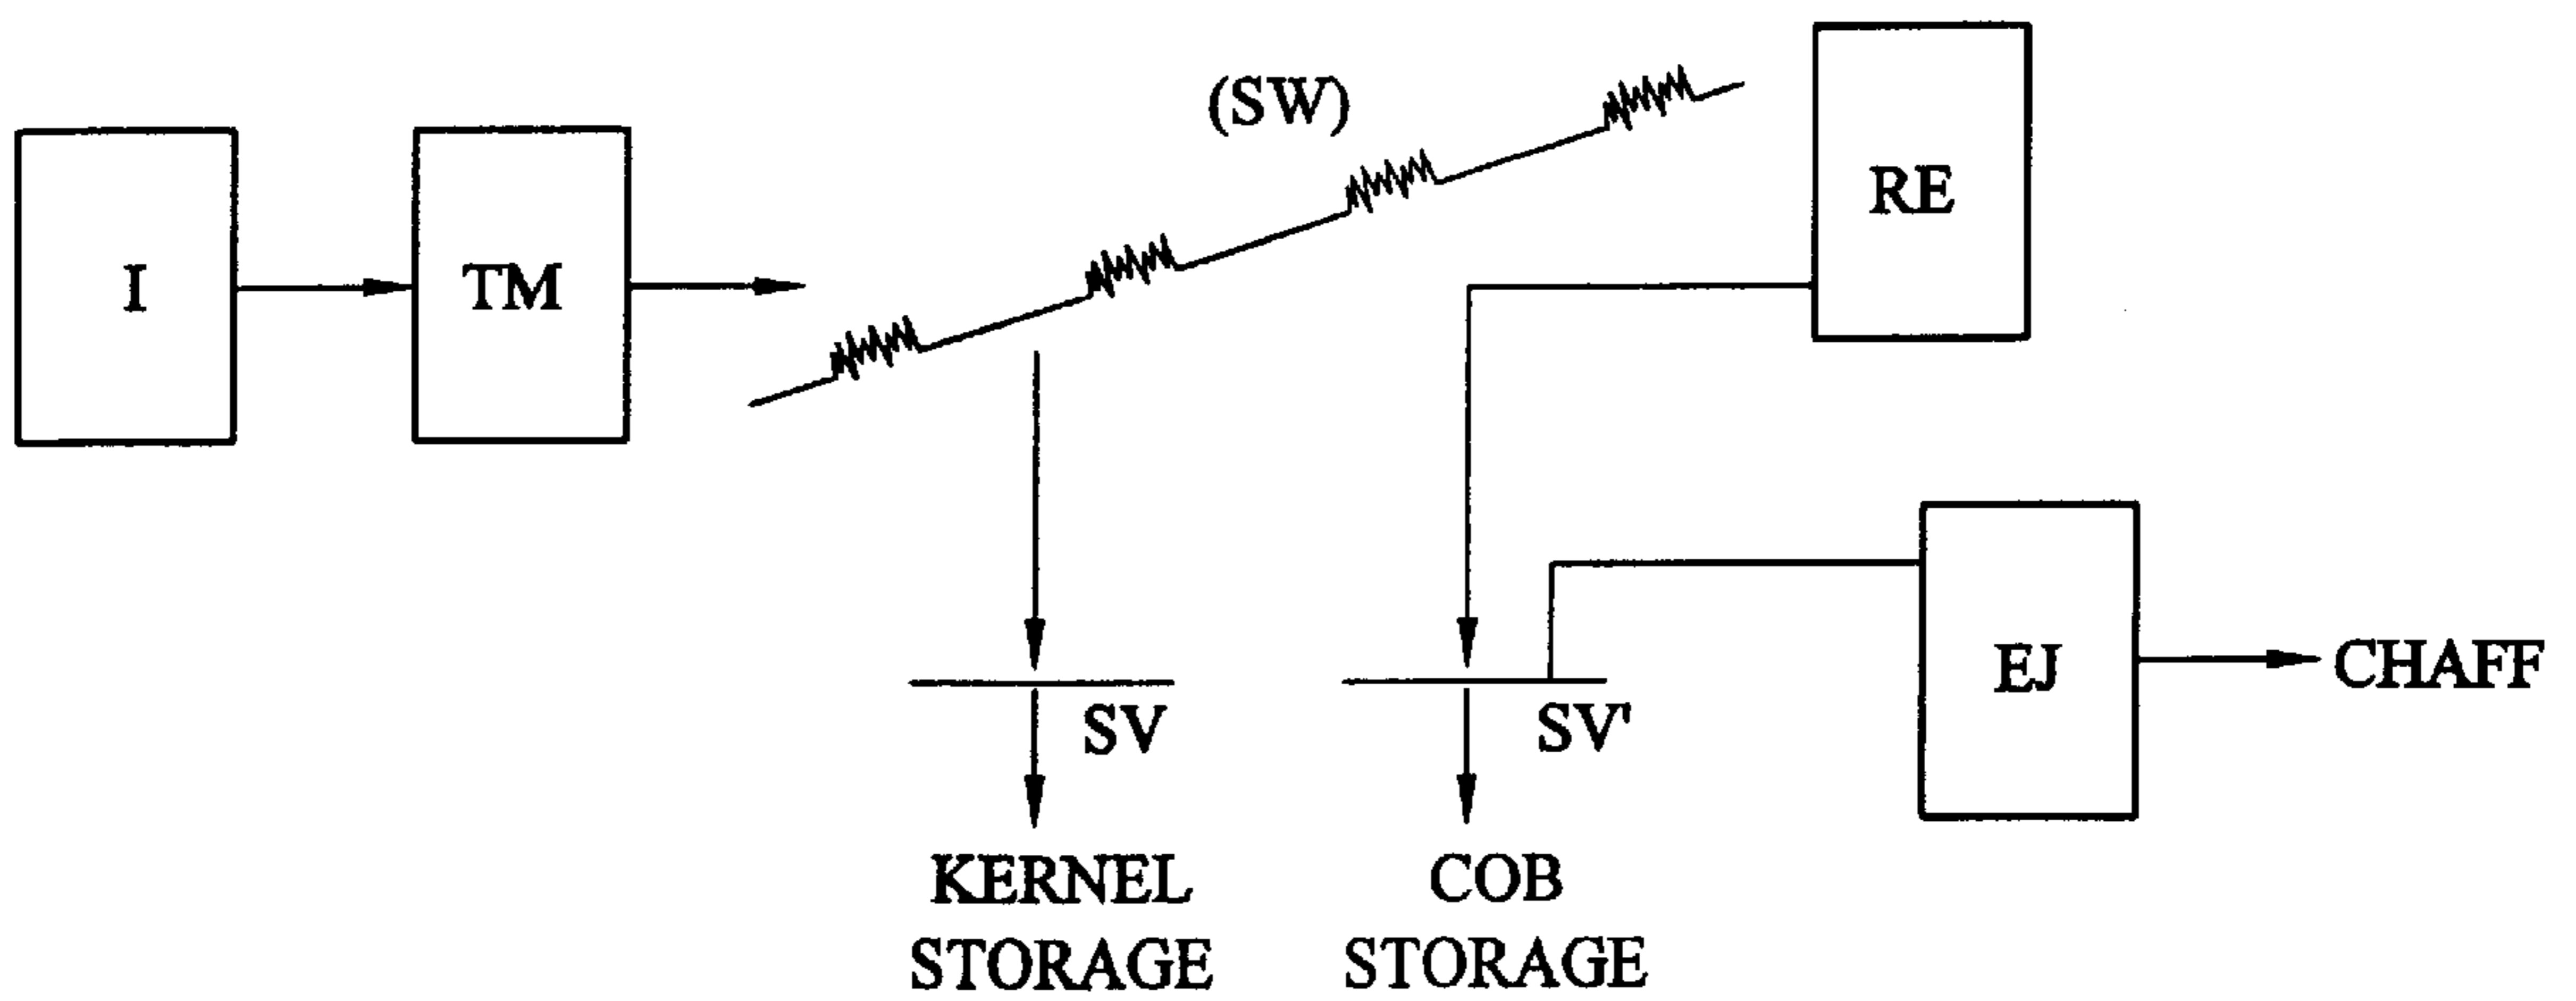 (SW)
RE
I
TM
SV
SV'
EJ
CHAFF
KERNEL
STORAGE
COB
STORAGE